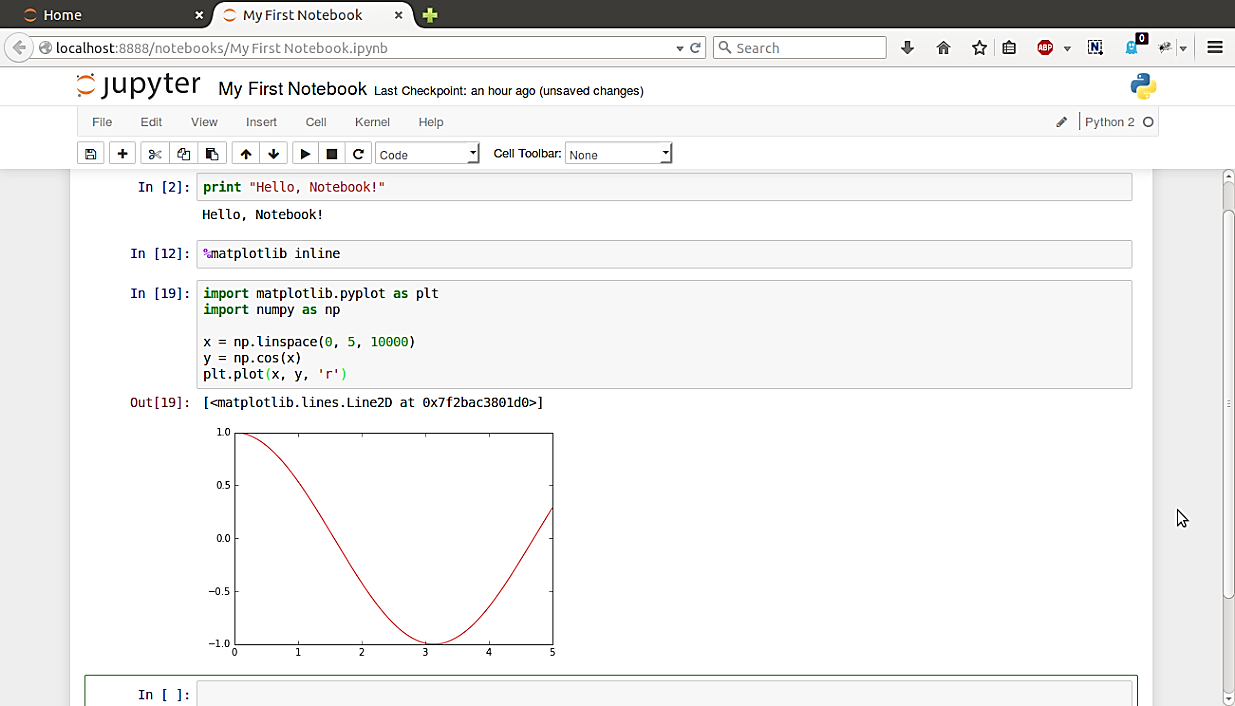 Home
My First Notebook
localhost:8888/notebooks/My First Notebook.ipynb
Search
ABP
N
0
jupyter My First Notebook Last Checkpoint: an hour ago (unsaved changes)
File Edit View Insert Cell Kernel Help
Python 2
Code
Cell Toolbar: None
In [2]: print "Hello, Notebook!"
Hello, Notebook!
In [12]: %matplotlib inline
In [19]: import matplotlib.pyplot as plt
import numpy as np
x = np.linspace(0, 5, 10000)
y = np.cos(x)
plt.plot(x, y, 'r')
Out[19]: [<matplotlib.lines.Line2D at 0x7f2bac3801d0>]
1.0
0.5
0.0
−0.5
−1.0
0 1 2 3 4 5
In [ ]: